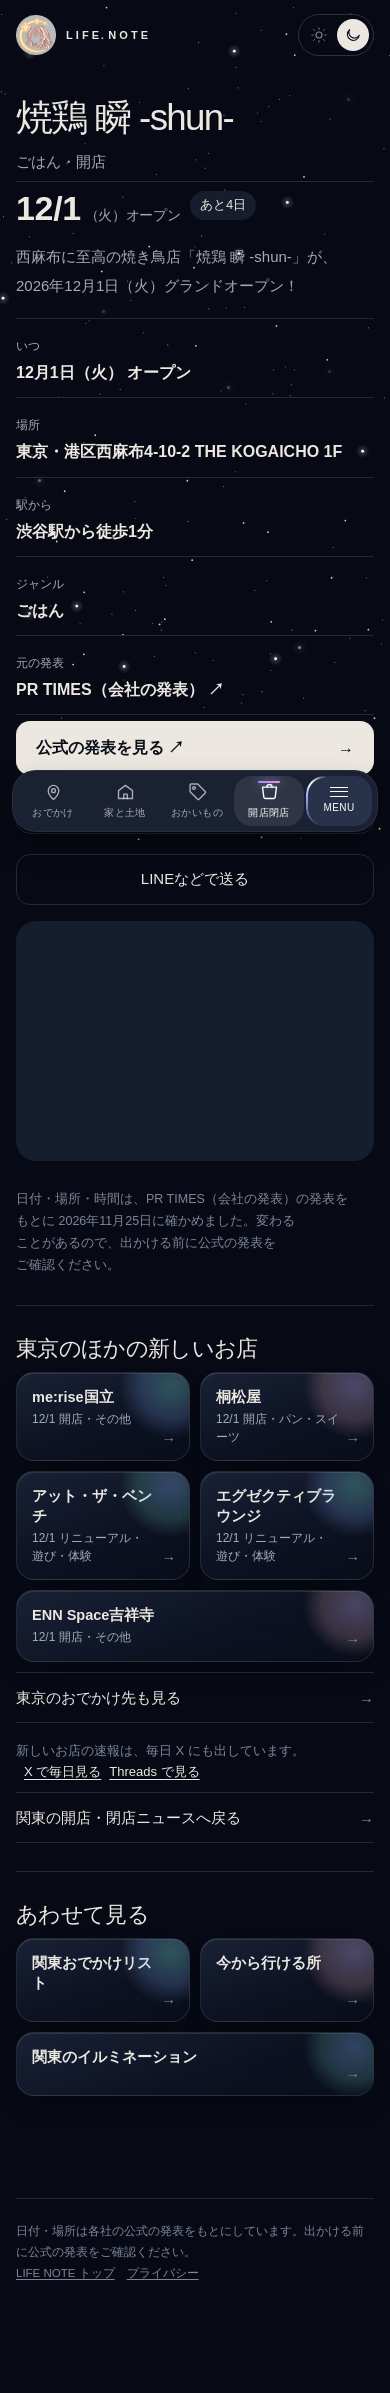 LIFE.NOTE
焼鶏 瞬 -shun-
ごはん・開店
12/1 （火）オープン あと4日
西麻布に至高の焼き鳥店「焼鶏 瞬 -shun-」が、
2026年12月1日（火）グランドオープン！
いつ
12月1日（火） オープン
場所
東京・港区西麻布4-10-2 THE KOGAICHO 1F
駅から
渋谷駅から徒歩1分
ジャンル
ごはん
元の発表
PR TIMES（会社の発表） ↗
公式の発表を見る ↗ →
おでかけ 家と土地 おかいもの 開店閉店 MENU
LINEなどで送る
日付・場所・時間は、PR TIMES（会社の発表）の発表を
もとに 2026年11月25日に確かめました。変わる
ことがあるので、出かける前に公式の発表を
ご確認ください。
東京のほかの新しいお店
me:rise国立
12/1 開店・その他
→
桐松屋
12/1 開店・パン・スイ
ーツ →
アット・ザ・ベン
チ
12/1 リニューアル・
遊び・体験 →
エグゼクティブラ
ウンジ
12/1 リニューアル・
遊び・体験 →
ENN Space吉祥寺
12/1 開店・その他 →
東京のおでかけ先も見る →
新しいお店の速報は、毎日 X にも出しています。
X で毎日見る Threads で見る
関東の開店・閉店ニュースへ戻る →
あわせて見る
関東おでかけリス
ト →
今から行ける所
→
関東のイルミネーション
→
日付・場所は各社の公式の発表をもとにしています。出かける前
に公式の発表をご確認ください。
LIFE NOTE トップ プライバシー